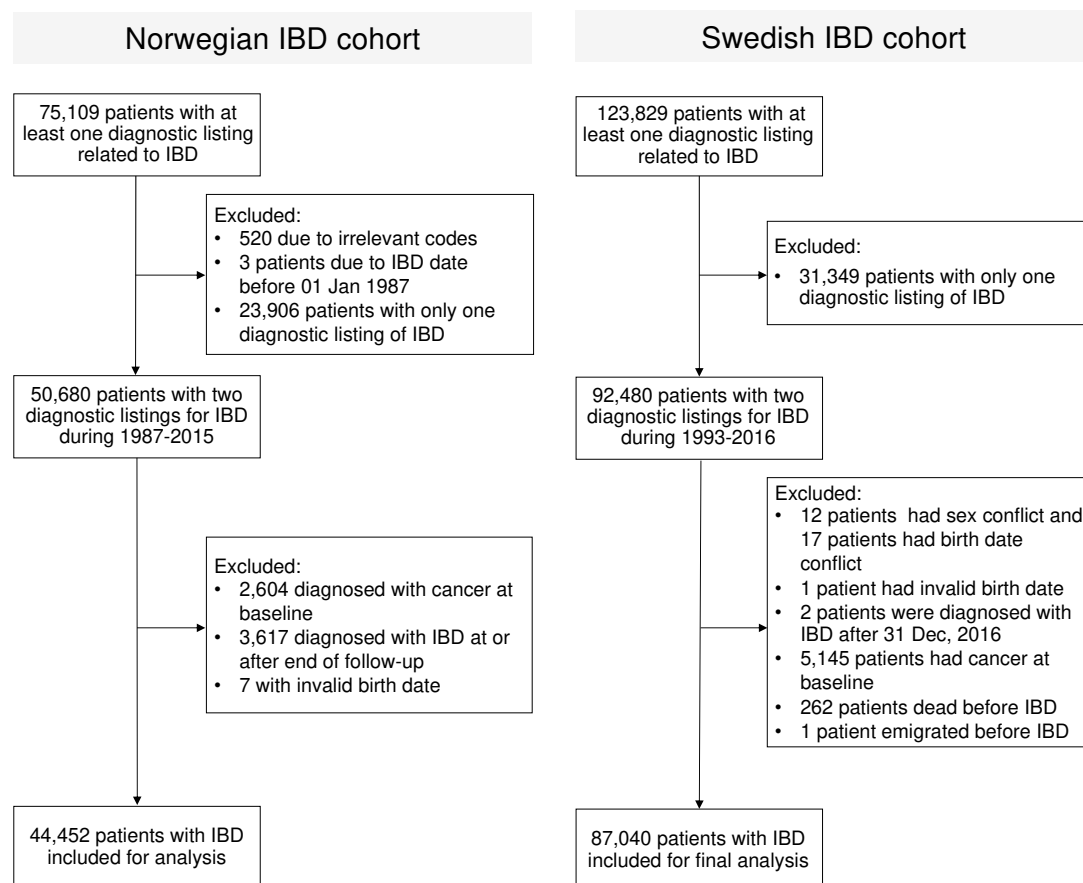 Norwegian IBD cohort
75,109 patients with at
least one diagnostic listing
related to IBD
Excluded:
• 520 due to irrelevant codes
• 3 patients due to IBD date
before 01 Jan 1987
• 23,906 patients with only one
diagnostic listing of IBD
50,680 patients with two
diagnostic listings for IBD
during 1987-2015
Excluded:
• 2,604 diagnosed with cancer at
baseline
• 3,617 diagnosed with IBD at or
after end of follow-up
• 7 with invalid birth date
44,452 patients with IBD
included for analysis
Swedish IBD cohort
123,829 patients with at
least one diagnostic listing
related to IBD
Excluded:
• 31,349 patients with only one
diagnostic listing of IBD
92,480 patients with two
diagnostic listings for IBD
during 1993-2016
Excluded:
• 12 patients had sex conflict and
17 patients had birth date
conflict
• 1 patient had invalid birth date
• 2 patients were diagnosed with
IBD after 31 Dec, 2016
• 5,145 patients had cancer at
baseline
• 262 patients dead before IBD
• 1 patient emigrated before IBD
87,040 patients with IBD
included for final analysis